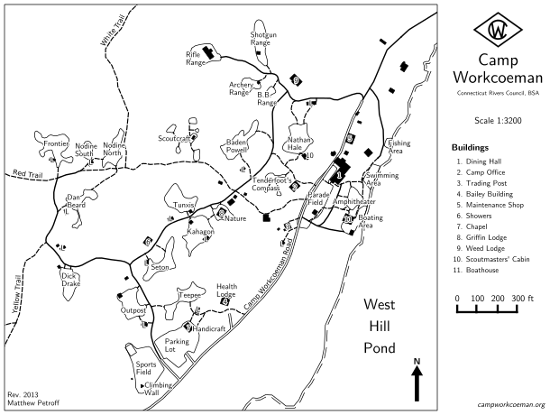 White Trail
Shotgun
Range
Rifle
Range
Archery
Range
B.B.
Range
Scoutcraft
Baden
Powell
Nathan
Hale
10
Fishing
Area
Frontier
Nodine
South
Nodine
North
Red Trail
Tenderfoot's
Compass
1
Swimming
Area
Dan
Beard
Tunxis
Nature
Parade
Field
Amphitheater
Boating
Area
Kahagon
Seton
Dick
Drake
Yellow Trail
Camp Workcoeman Road
Teepee
Health
Lodge
Outpost
Handicraft
Parking
Lot
Sports
Field
Climbing
Wall
West
Hill
Pond
N
Rev. 2013
Matthew Petroff
W
Camp
Workcoeman
Connecticut Rivers Council, BSA
Scale 1:3200
Buildings
1. Dining Hall
2. Camp Office
3. Trading Post
4. Bailey Building
5. Maintenance Shop
6. Showers
7. Chapel
8. Griffin Lodge
9. Weed Lodge
10. Scoutmasters' Cabin
11. Boathouse
0 100 200 300 ft
campworkcoeman.org